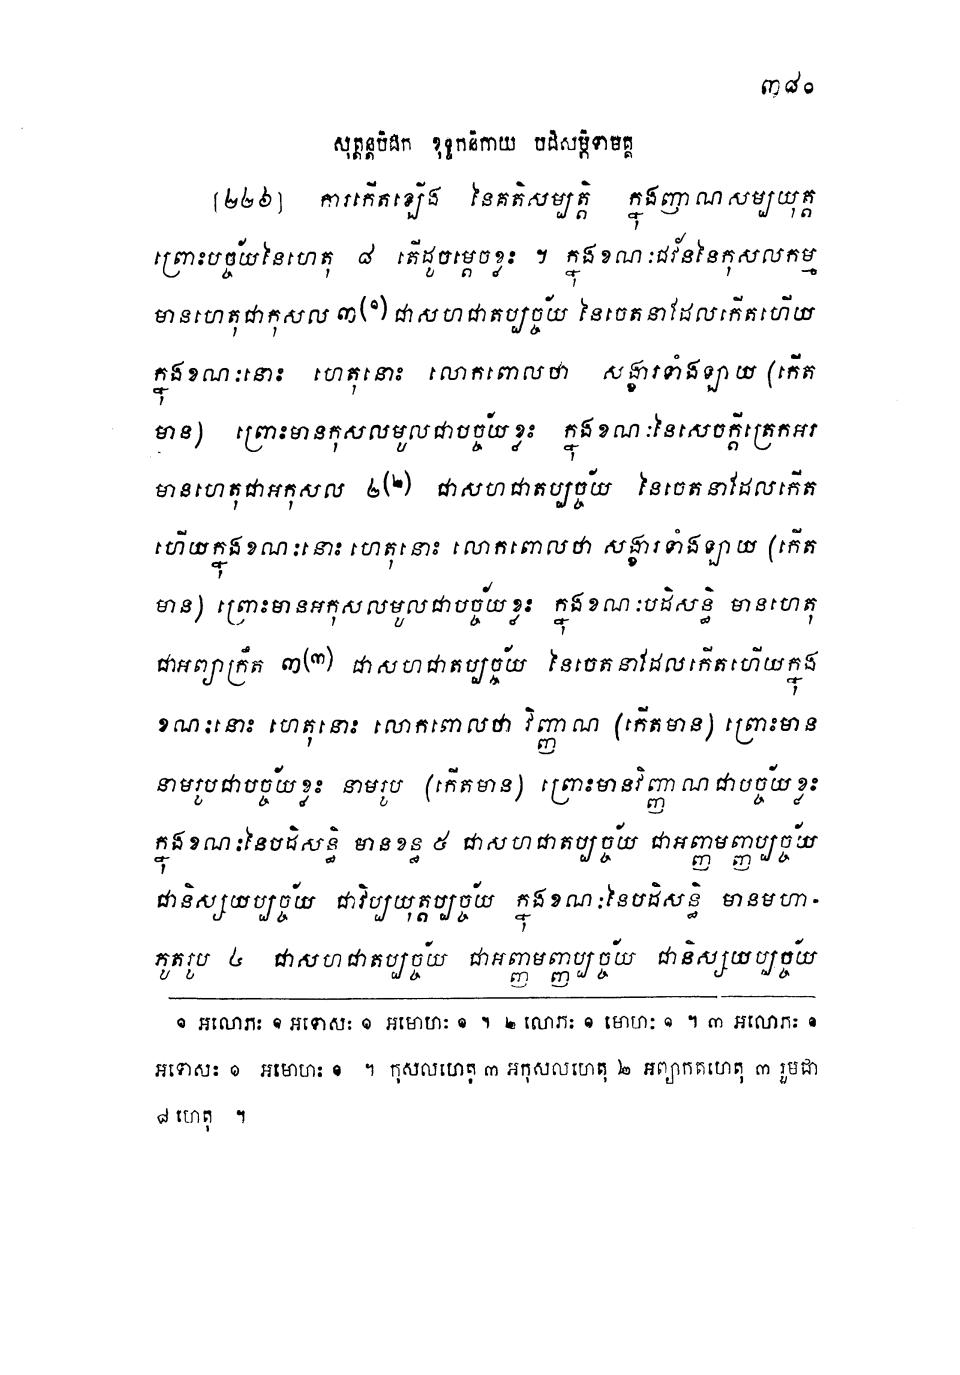 ៣៨០
សុត្តន្តបិដក ខុទ្ទកនិកាយ បដិសម្ភិទាមគ្គ
[២២៦] ការកើតឡើង នៃគតិសម្បត្តិ ក្នុងញាណសម្បយុត្ត
ព្រោះបច្ច័យនៃហេតុ ៨ តើដូចម្តេចខ្លះ ។ ក្នុងខណៈជវ័ននៃកុសលកម្ម
មានហេតុជាកុសល ៣(១) ជាសហជាតប្បច្ច័យ នៃចេតនាដែលកើតហើយ
ក្នុងខណៈនោះ ហេតុនោះ លោកពោលថា សង្ខារទាំងឡាយ (កើត
មាន) ព្រោះមានកុសលមូលជាបច្ច័យខ្លះ ក្នុងខណៈនៃសេចក្តីត្រេកអរ
មានហេតុជាអកុសល ២(២) ជាសហជាតប្បច្ច័យ នៃចេតនាដែលកើត
ហើយក្នុងខណៈនោះ ហេតុនោះ លោកពោលថា សង្ខារទាំងឡាយ (កើត
មាន) ព្រោះមានអកុសលមូលជាបច្ច័យខ្លះ ក្នុងខណៈបដិសន្ធិ មានហេតុ
ជាអព្យាក្រឹត ៣(៣) ជាសហជាតប្បច្ច័យ នៃចេតនាដែលកើតហើយក្នុង
ខណៈនោះ ហេតុនោះ លោកពោលថា វិញ្ញាណ (កើតមាន) ព្រោះមាន
នាមរូបជាបច្ច័យខ្លះ នាមរូប (កើតមាន) ព្រោះមានវិញ្ញាណជាបច្ច័យខ្លះ
ក្នុងខណៈនៃបដិសន្ធិ មានខន្ធ ៥ ជាសហជាតប្បច្ច័យ ជាអញ្ញមញ្ញប្បច្ច័យ
ជានិស្សយប្បច្ច័យ ជាវិប្បយុត្តប្បច្ច័យ ក្នុងខណៈនៃបដិសន្ធិ មានមហា-
ភូតរូប ៤ ជាសហជាតប្បច្ច័យ ជាអញ្ញាមញ្ញប្បច្ច័យ ជានិស្សយប្បច្ច័យ
១ អលោភៈ ១ អទោសៈ ១ អមោហៈ ១ ។ ២ លោភៈ ១ មោហៈ ១ ។ ៣ អលោភៈ ១
អទោសៈ ១ អមោហៈ ១ ។ កុសលហេតុ ៣ អកុសលហេតុ ២ អព្យាកតហេតុ ៣ រួមជា
៨ ហេតុ ។